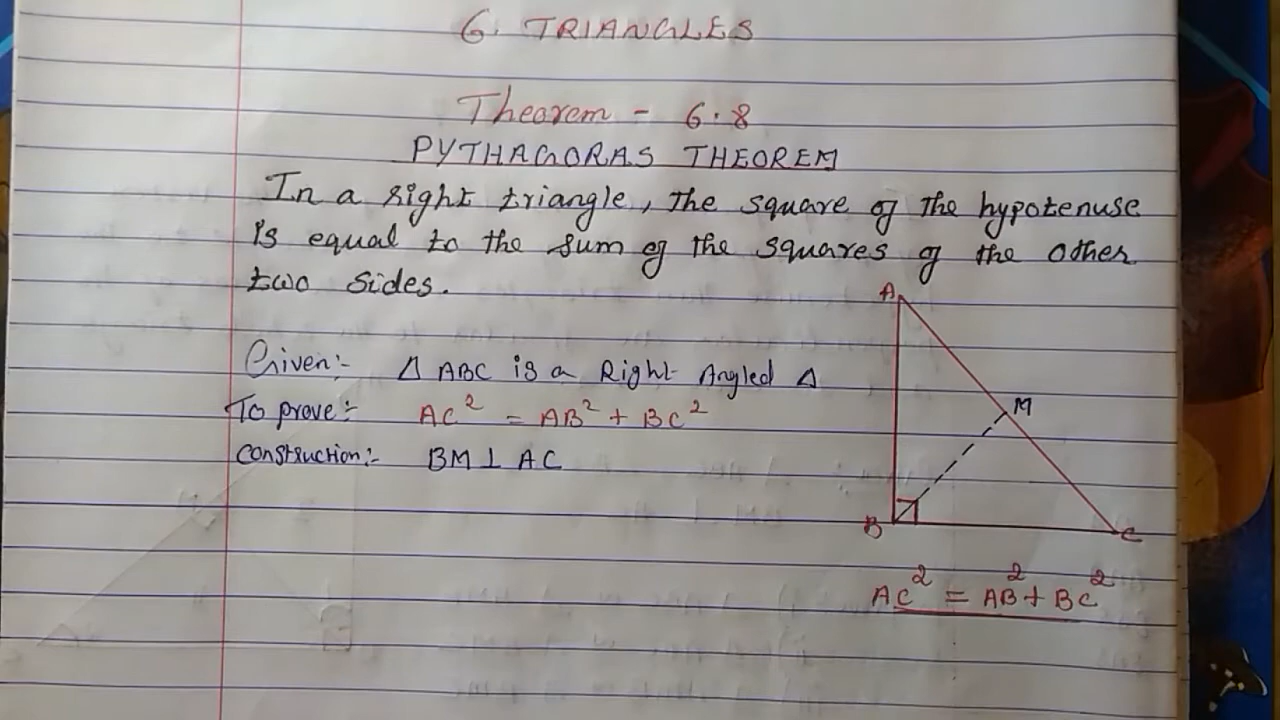 6. TRIANGLES
Theorem - 6.8
PYTHAGORAS THEOREM
In a right triangle, the square of the hypotenuse
is equal to the sum of the squares of the other
two sides.
A
Given:- Δ ABC is a Right Angled Δ
To prove:- AC² = AB² + BC²
M
Construction:- BM ⊥ AC
B
C
AC² = AB² + BC²